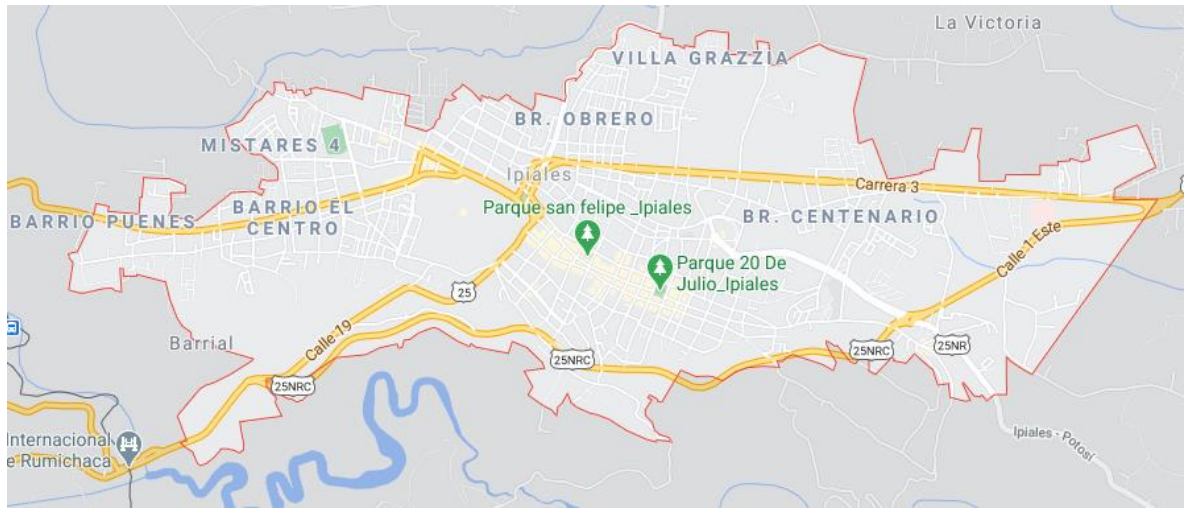 La Victoria
VILLA GRAZZIA
BR. OBRERO
MISTARES 4
Ipiales
Carrera 3
BARRIO PUENES
BARRIO EL
CENTRO
Parque san felipe _Ipiales
BR. CENTENARIO
Calle 1 Este
Parque 20 De
Julio_Ipiales
25
Calle 19
Barrial
25NRC
25NRC
25NRC
25NR
Internacional
e Rumichaca
Ipiales - Potosí